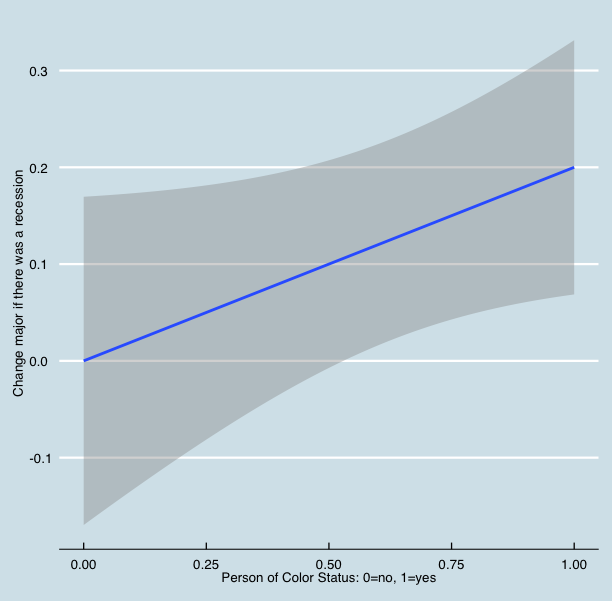 Change major if there was a recession
0.3
0.2
0.1
0.0
-0.1
0.00 0.25 0.50 0.75 1.00
Person of Color Status: 0=no, 1=yes